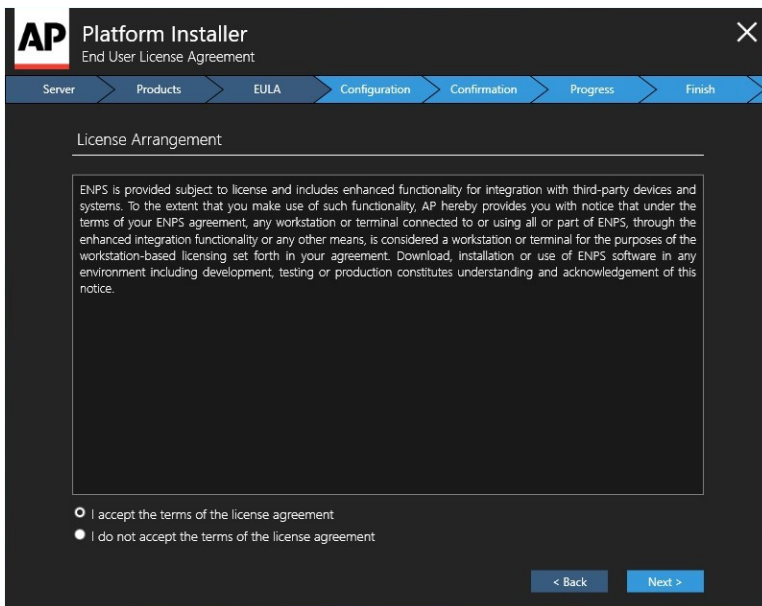 AP
Platform Installer
End User License Agreement
Server Products EULA Configuration Confirmation Progress Finish
License Arrangement
ENPS is provided subject to license and includes enhanced functionality for integration with third-party devices and
systems. To the extent that you make use of such functionality, AP hereby provides you with notice that under the
terms of your ENPS agreement, any workstation or terminal connected to or using all or part of ENPS, through the
enhanced integration functionality or any other means, is considered a workstation or terminal for the purposes of the
workstation-based licensing set forth in your agreement. Download, installation or use of ENPS software in any
environment including development, testing or production constitutes understanding and acknowledgement of this
notice.
I accept the terms of the license agreement
I do not accept the terms of the license agreement
< Back Next >